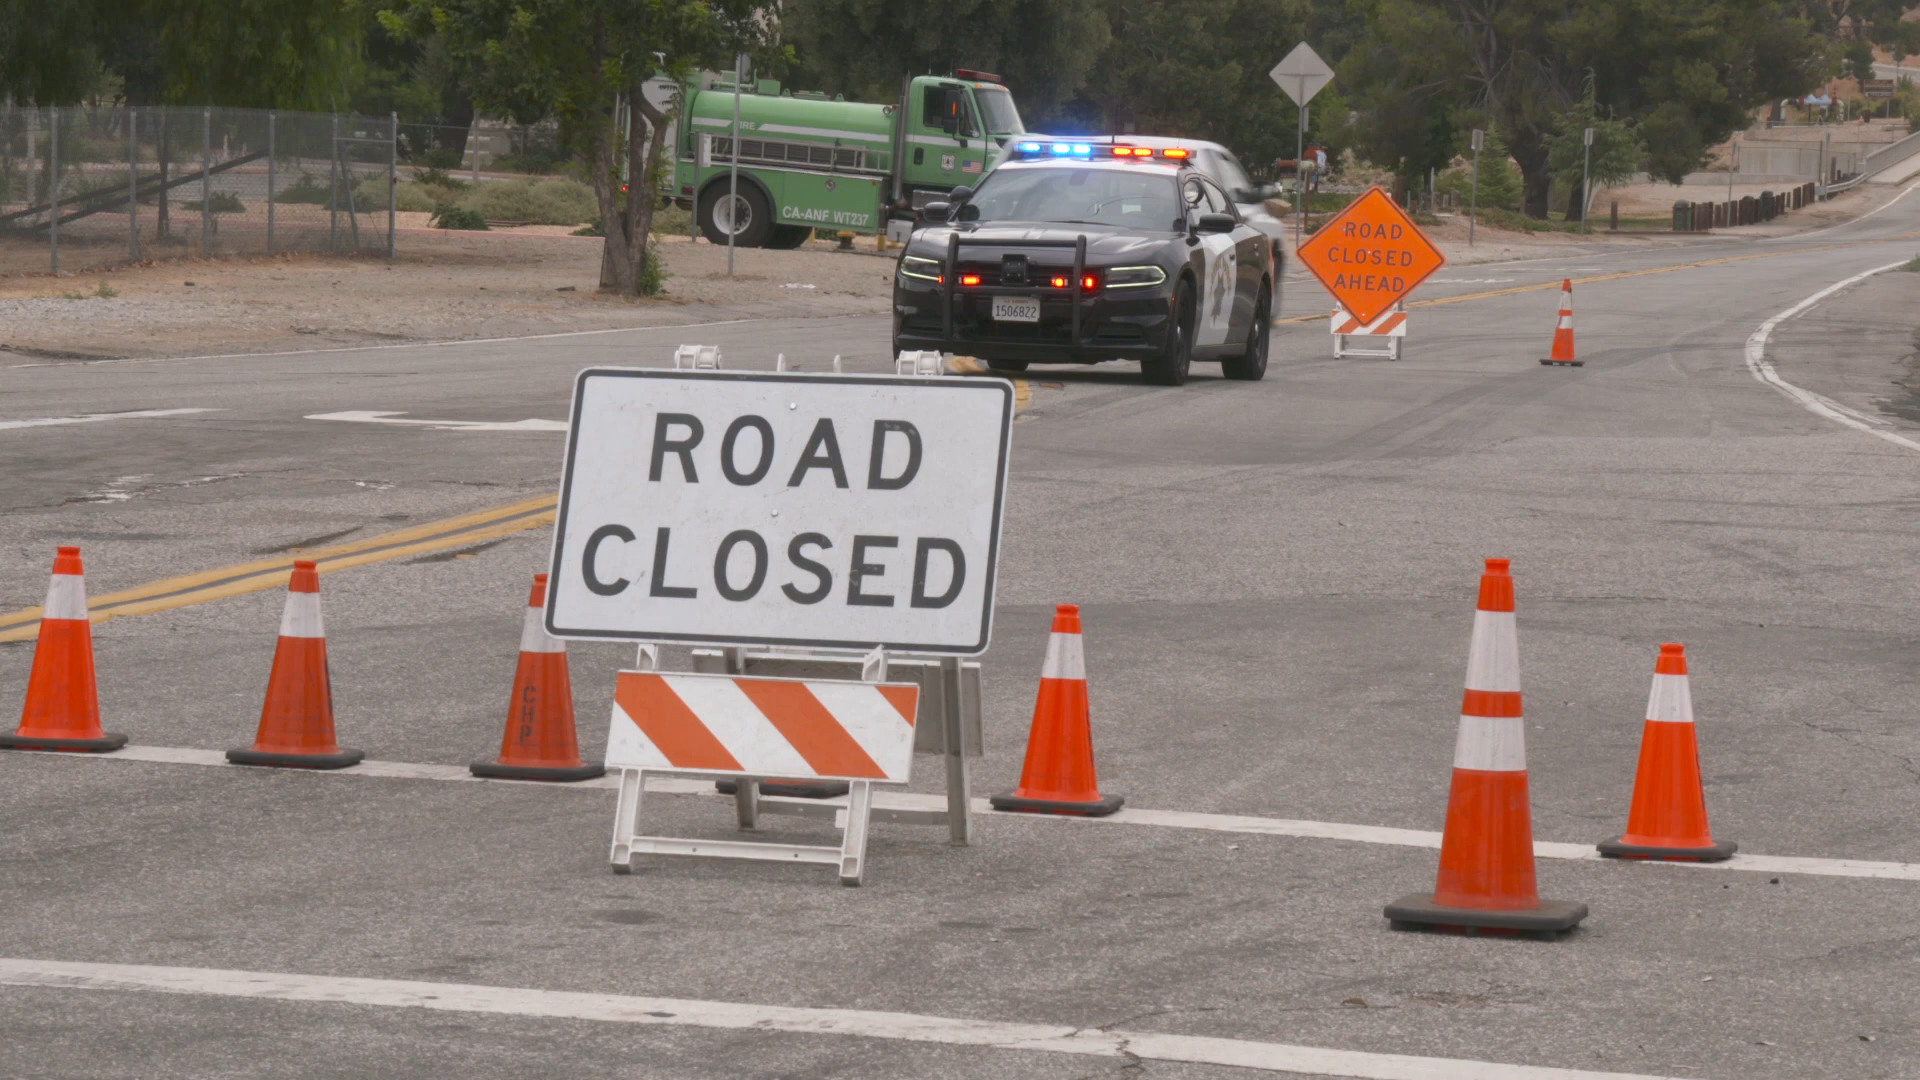 FIRE
CA-ANF WT237
1506822
ROAD
CLOSED
AHEAD
ROAD
CLOSED
CHP